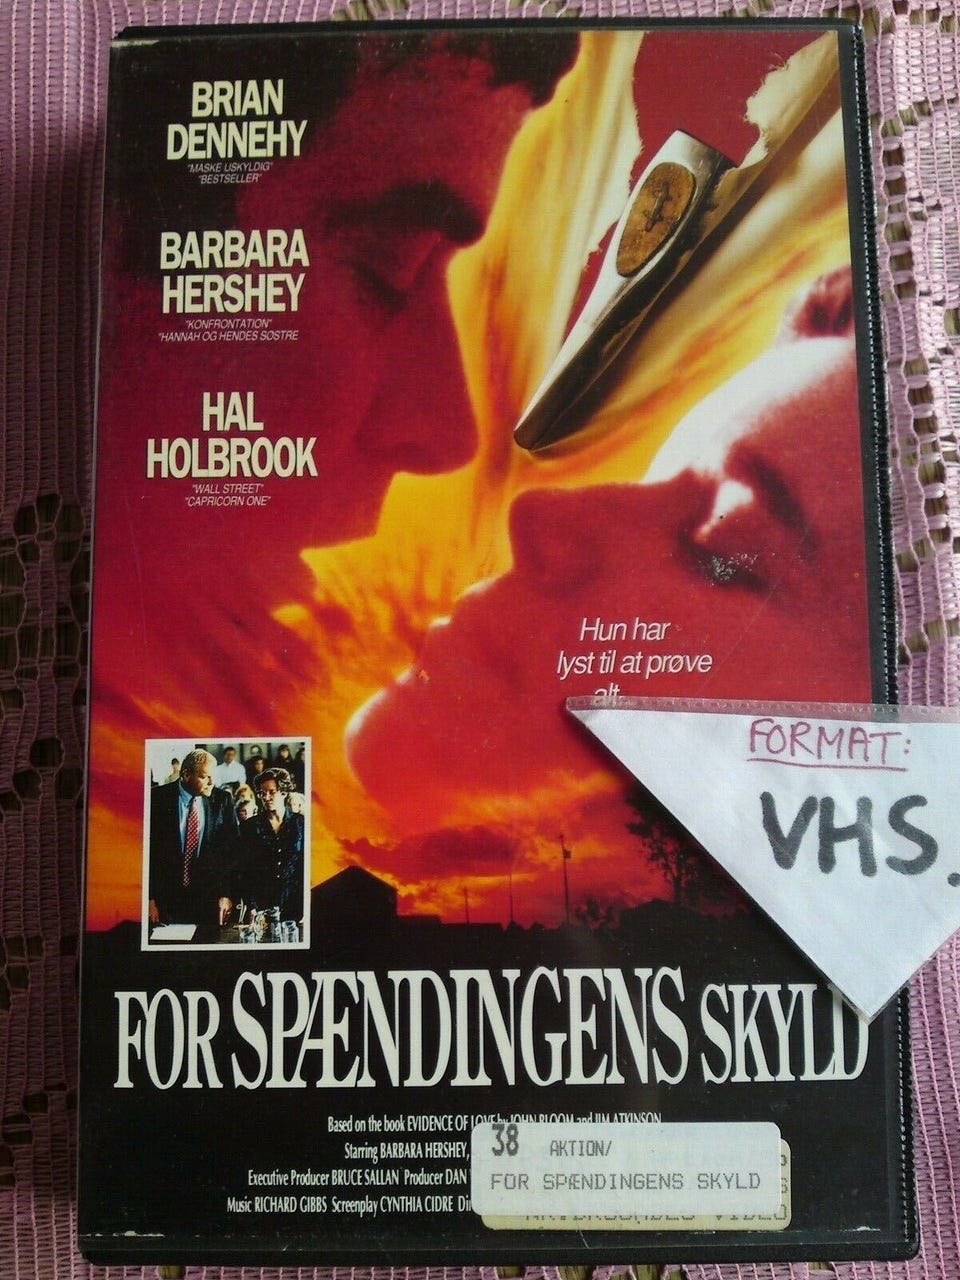 BRIAN
DENNEHY
"MASKE USKYLDIG"
"BESTSELLER"
BARBARA
HERSHEY
"KONFRONTATION"
"HANNAH OG HENDES SØSTRE
HAL
HOLBROOK
"WALL STREET"
"CAPRICORN ONE"
Hun har
lyst til at prøve
alt..
FORMAT:
VHS.
FOR SPÆNDINGENS SKYLD
Based on the book EVIDENCE OF LOVE by JOHN BLOOM and JIM ATKINSON
Starring BARBARA HERSHEY,
Executive Producer BRUCE SALLAN Producer DAN
Music RICHARD GIBBS Screenplay CYNTHIA CIDRE
38 AKTION/
FOR SPÆNDINGENS SKYLD
VIDEO